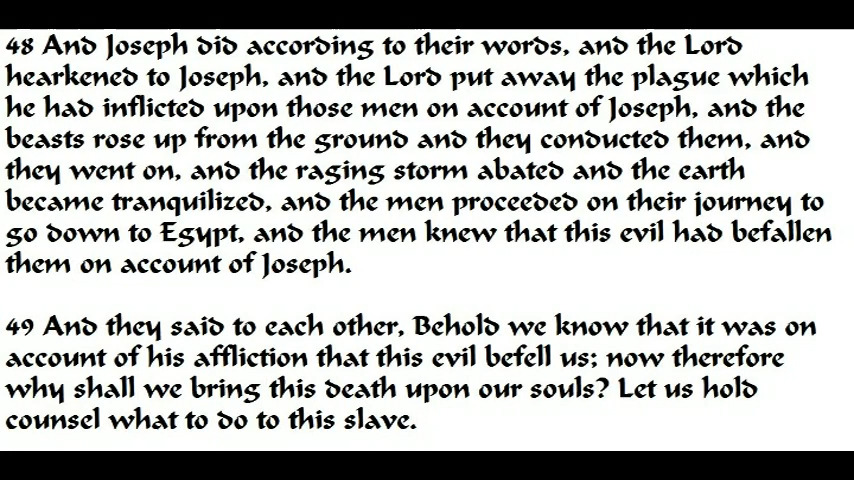 48 And Joseph did according to their words, and the Lord
hearkened to Joseph, and the Lord put away the plague which
he had inflicted upon those men on account of Joseph, and the
beasts rose up from the ground and they conducted them, and
they went on, and the raging storm abated and the earth
became tranquilized, and the men proceeded on their journey to
go down to Egypt, and the men knew that this evil had befallen
them on account of Joseph.
49 And they said to each other, Behold we know that it was on
account of his affliction that this evil befell us; now therefore
why shall we bring this death upon our souls? Let us hold
counsel what to do to this slave.